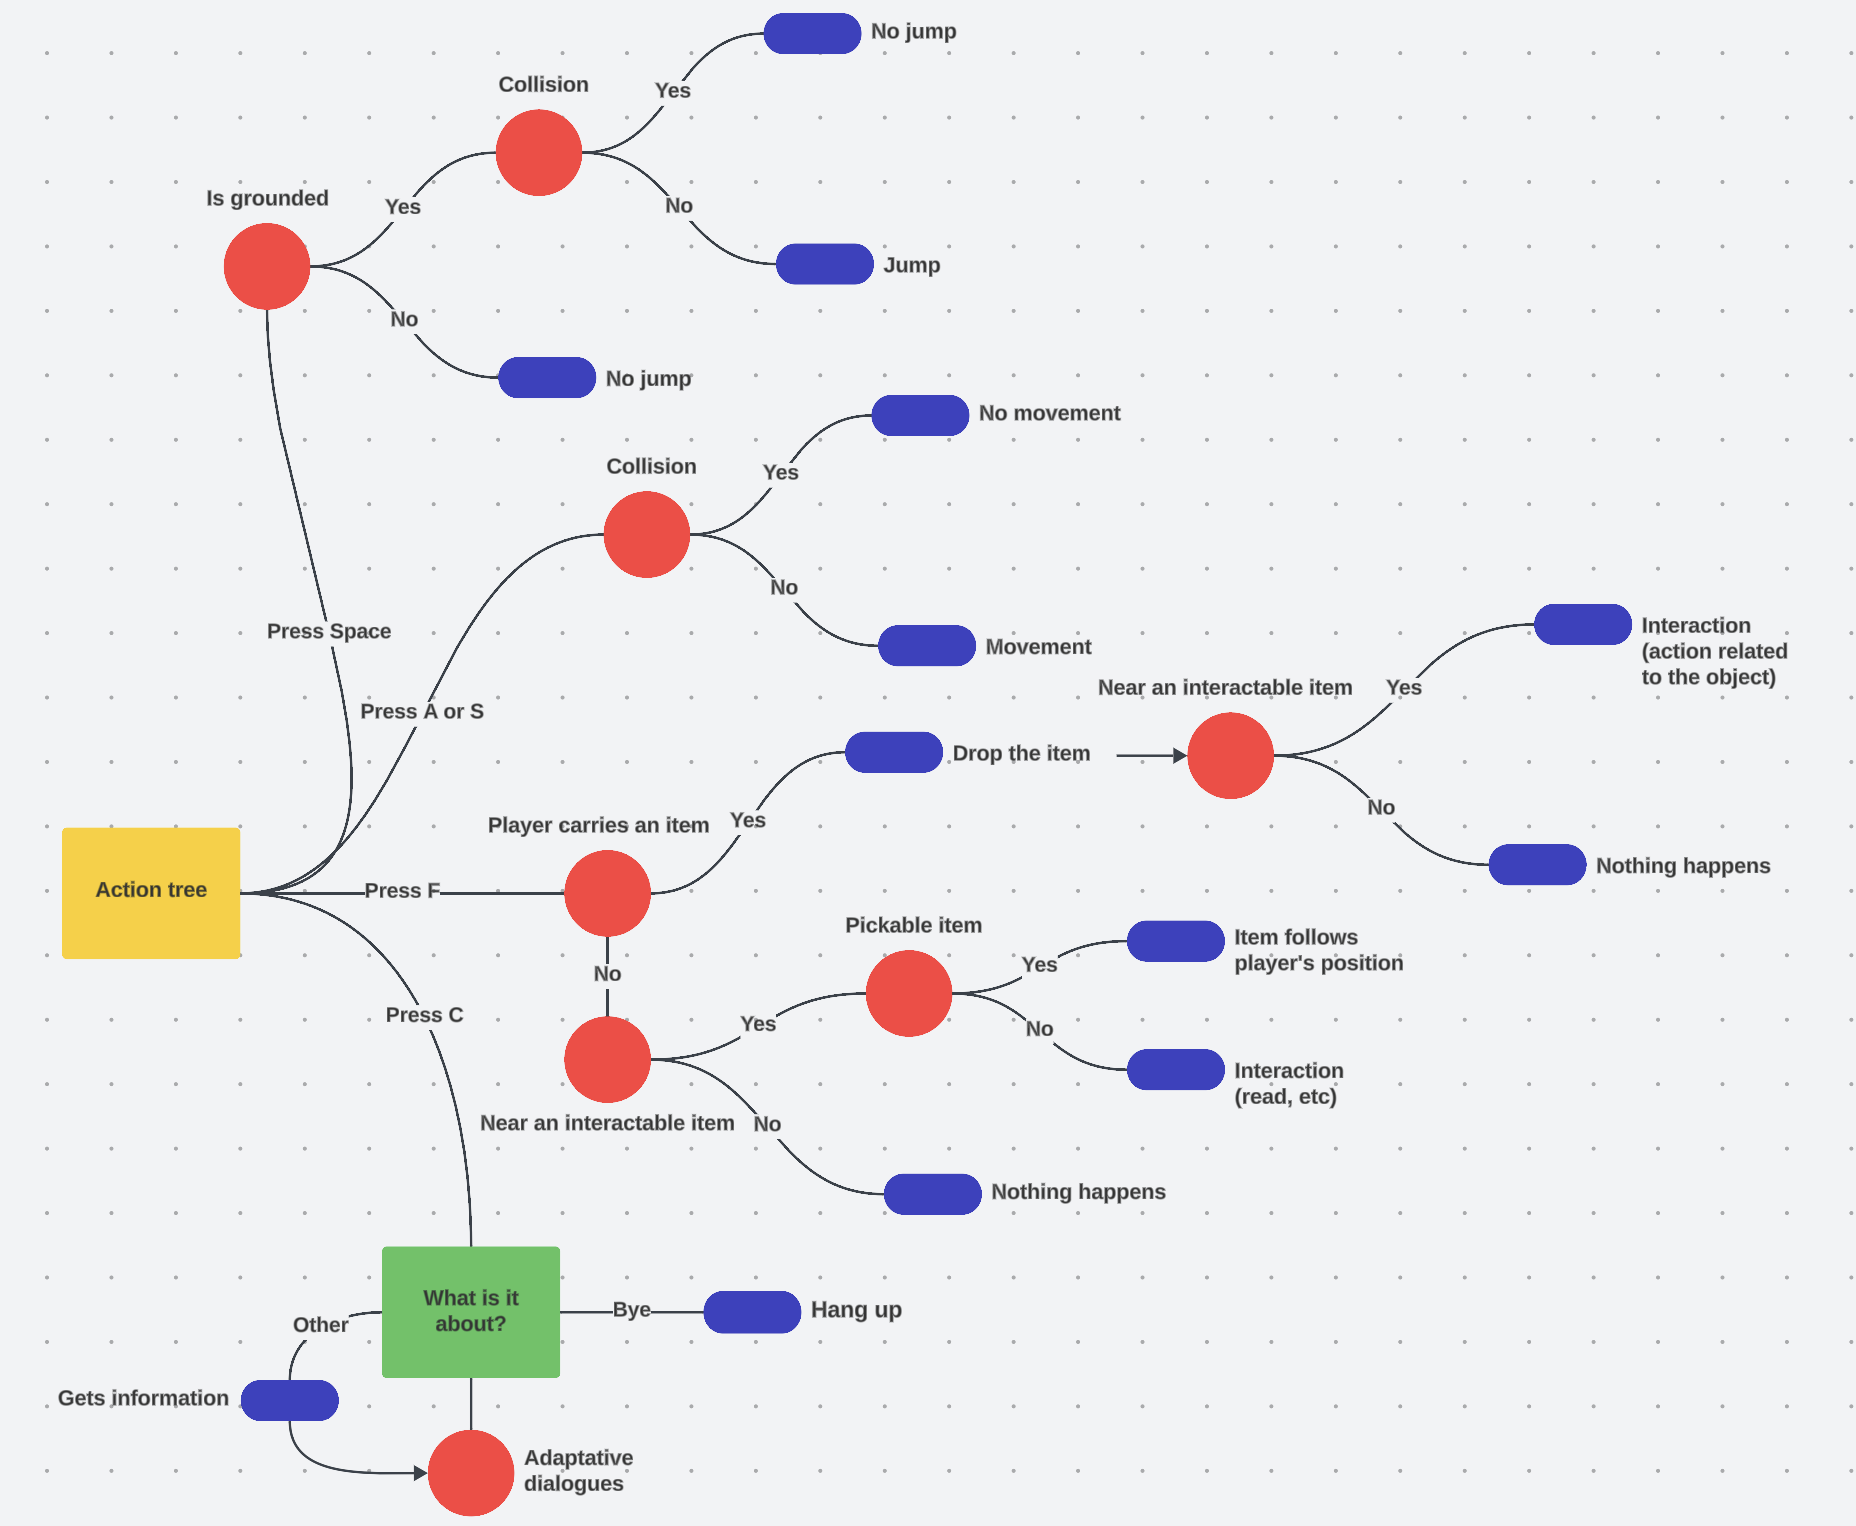 No jump
Collision
Yes
Is grounded
Yes
No
Jump
No
No jump
No movement
Collision
Yes
No
Movement
Press Space
Press A or S
Interaction
(action related
to the object)
Near an interactable item
Yes
Drop the item
No
Nothing happens
Player carries an item
Yes
Action tree
Press F
Pickable item
Item follows
player's position
Yes
No
Yes
No
Interaction
(read, etc)
Press C
Near an interactable item
No
Nothing happens
What is it
about?
Bye
Hang up
Other
Gets information
Adaptative
dialogues